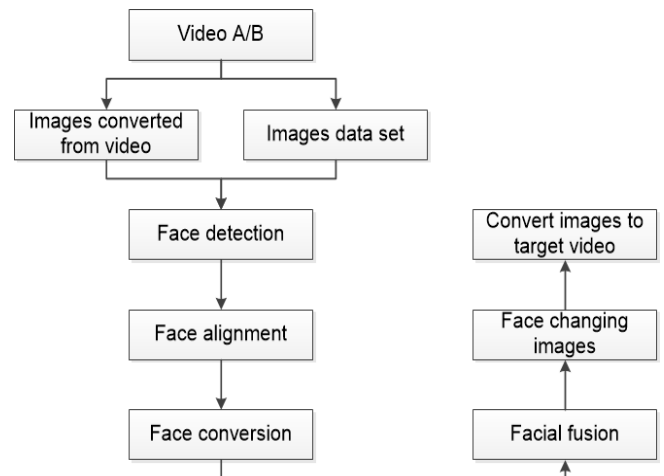 Video A/B
Images converted
from video
Images data set
Face detection
Face alignment
Face conversion
Convert images to
target video
Face changing
images
Facial fusion